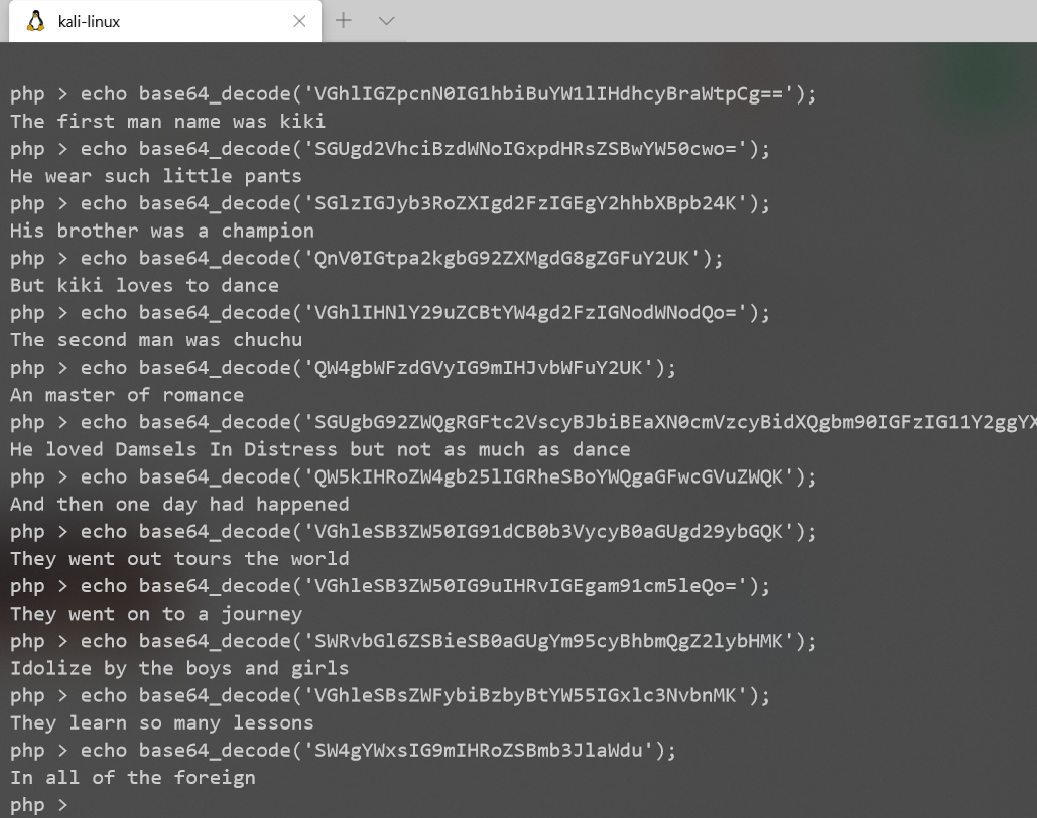 kali-linux
php > echo base64_decode('VGhlIGZpcnN0IG1hbiBuYW1lIHdhcyBraWtpCg==');
The first man name was kiki
php > echo base64_decode('SGUgd2VhciBzdWNoIGxpdHRsZSBwYW50cwo=');
He wear such little pants
php > echo base64_decode('SGlzIGJyb3RoZXIgd2FzIGEgY2hhbXBpb24K');
His brother was a champion
php > echo base64_decode('QnV0IGtpa2kgbG92ZXMgdG8gZGFuY2UK');
But kiki loves to dance
php > echo base64_decode('VGhlIHNlY29uZCBtYW4gd2FzIGNodWNodQo=');
The second man was chuchu
php > echo base64_decode('QW4gbWFzdGVyIG9mIHJvbWFuY2UK');
An master of romance
php > echo base64_decode('SGUgbG92ZWQgRGFtc2VscyBJbiBEaXN0cmVzcyBidXQgbm90IGFzIG11Y2ggYX
He loved Damsels In Distress but not as much as dance
php > echo base64_decode('QW5kIHRoZW4gb25lIGRheSBoYWQgaGFwcGVuZWQK');
And then one day had happened
php > echo base64_decode('VGhleSB3ZW50IG91dCB0b3VycyB0aGUgd29ybGQK');
They went out tours the world
php > echo base64_decode('VGhleSB3ZW50IG9uIHRvIGEgam91cm5leQo=');
They went on to a journey
php > echo base64_decode('SWRvbGl6ZSBieSB0aGUgYm95cyBhbmQgZ2lybHMK');
Idolize by the boys and girls
php > echo base64_decode('VGhleSBsZWFybiBzbyBtYW55IGxlc3NvbnMK');
They learn so many lessons
php > echo base64_decode('SW4gYWxsIG9mIHRoZSBmb3JlaWdu');
In all of the foreign
php >